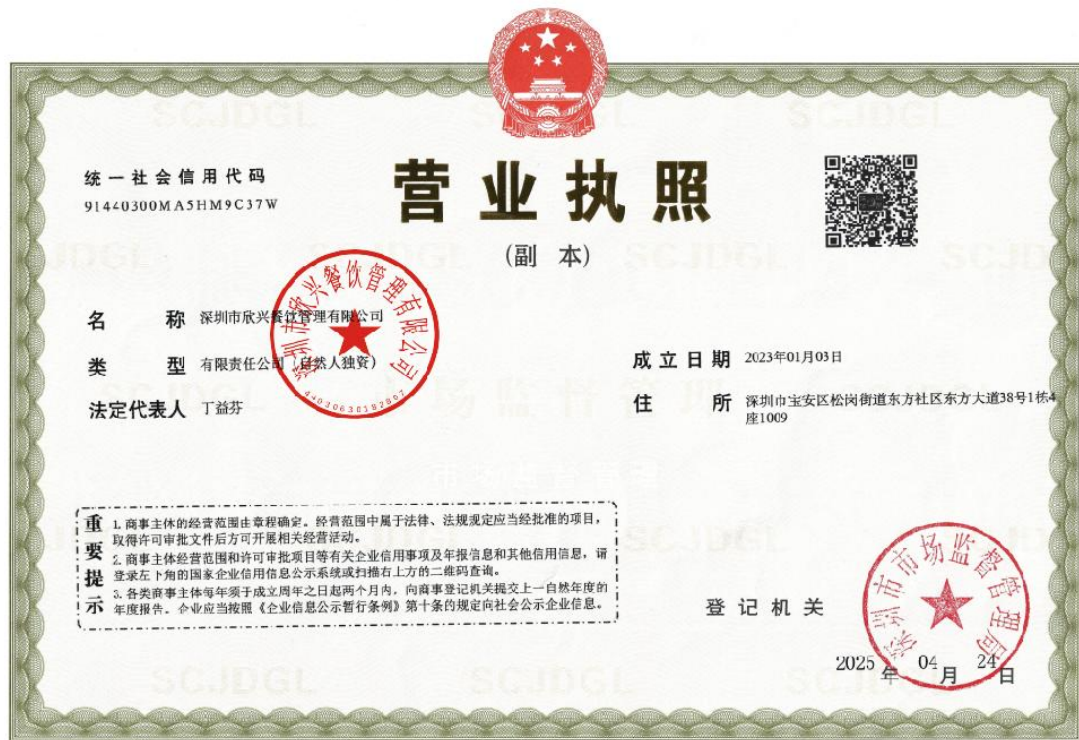 统一社会信用代码
91440300MA5HM9C37W
营业执照
(副 本)
名 称 深圳市欣兴餐饮管理有限公司
类 型 有限责任公司（自然人独资）
法定代表人 丁益芬
成立日期 2023年01月03日
住 所 深圳市宝安区松岗街道东方社区东方大道38号1栋4
座1009
深圳市欣兴餐饮管理有限公司
重要提示
1. 商事主体的经营范围由章程确定。经营范围中属于法律、法规规定应当经批准的项目，
取得许可审批文件后方可开展相关经营活动。
2. 商事主体经营范围和许可审批项目等有关企业信用事项及年报信息和其他信用信息，请
登录左下角的国家企业信用信息公示系统或扫描右上方的二维码查询。
3. 各类商事主体每年须于成立周年之日起两个月内，向商事登记机关提交上一自然年度的
年度报告。企业应当按照《企业信息公示暂行条例》第十条的规定向社会公示企业信息。
登记机关
深圳市市场监督管理局
2025 年 04 月 24 日
SCJDGL
市场监督管理